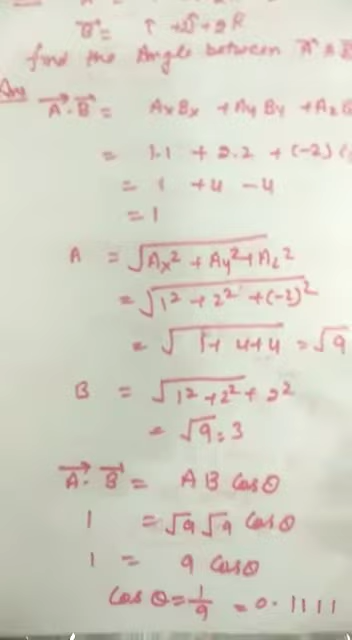 B⃗ = î + 2ĵ + 2k̂
find the Angle between A⃗ & B⃗
Ans A⃗.B⃗ = AxBx + AyBy + AzB
= 1.1 + 2.2 + (-2)(
= 1 + 4 - 4
= 1
A = √Ax² + Ay² + Az²
= √1² + 2² + (-2)²
= √1 + 4+4 = √9
B = √1² + 2² + 2²
= √9 = 3
A⃗. B⃗ = AB Cosθ
1 = √9 √9 Cosθ
1 = 9 Cosθ
Cos θ = 1/9 = 0.1111